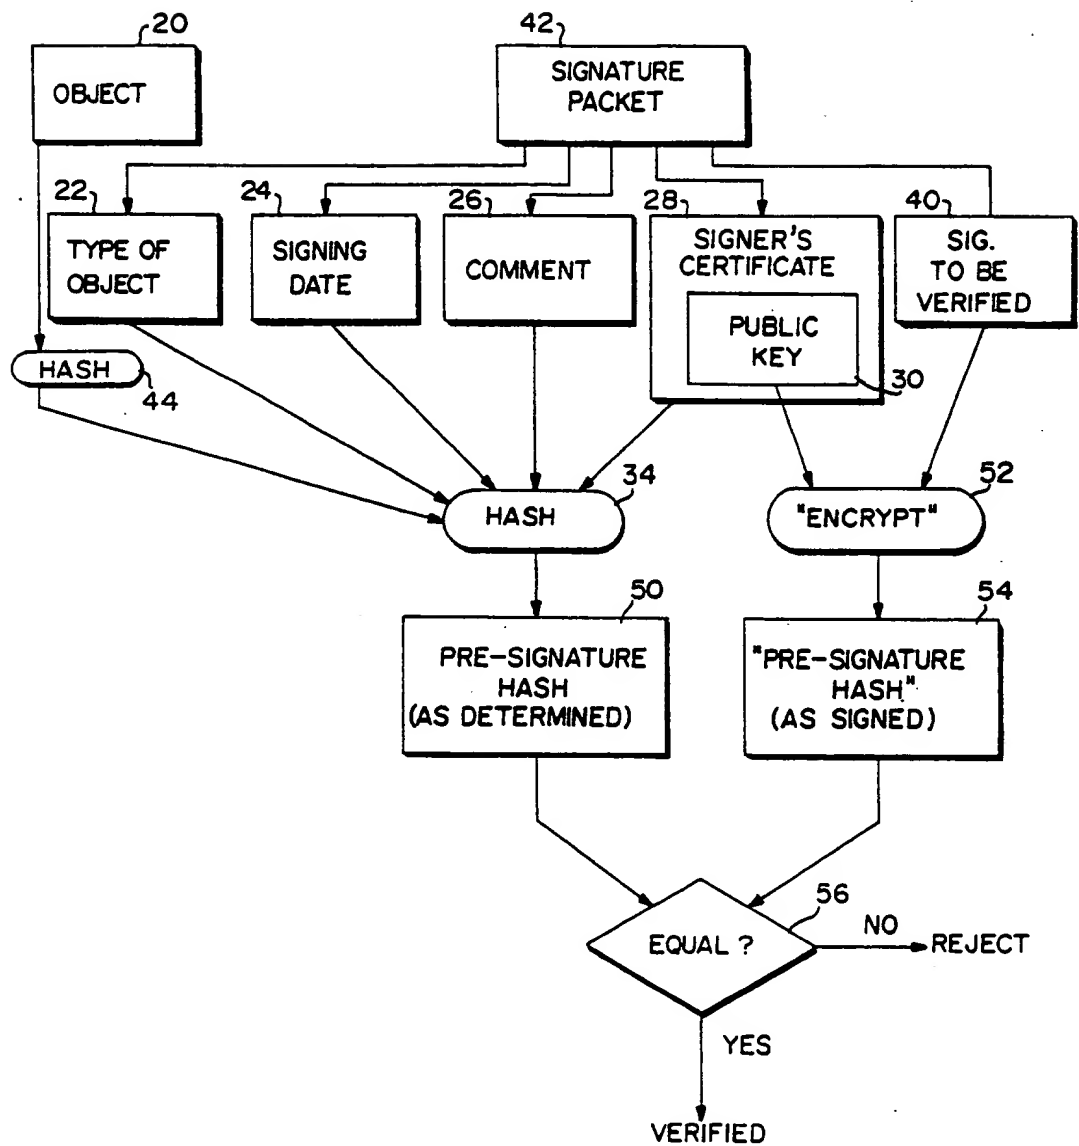 20
OBJECT
42
SIGNATURE
PACKET
22
TYPE OF
OBJECT
24
SIGNING
DATE
26
COMMENT
28
SIGNER'S
CERTIFICATE
PUBLIC
KEY
30
40
SIG.
TO BE
VERIFIED
HASH
44
HASH
34
"ENCRYPT"
52
50
PRE-SIGNATURE
HASH
(AS DETERMINED)
54
"PRE-SIGNATURE
HASH"
(AS SIGNED)
EQUAL ?
56
NO
REJECT
YES
VERIFIED